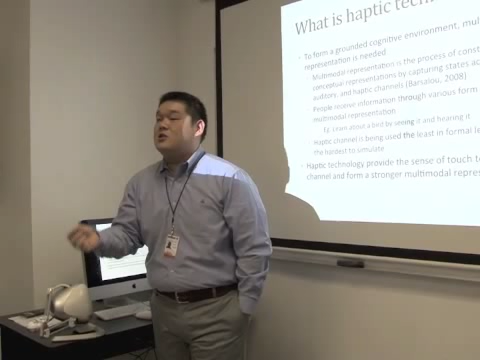 What is haptic tech
To form a grounded cognitive environment, mul
representation is needed
Multimodal representation is the process of const
conceptual representations by capturing states ac
auditory, and haptic channels (Barsalou, 2008)
People receive information through various form
multimodal representation
Eg. Learn about a bird by seeing it and hearing it
Haptic channel is being used the least in formal le
the hardest to simulate
Haptic technology provide the sense of touch t
channel and form a stronger multimodal repres